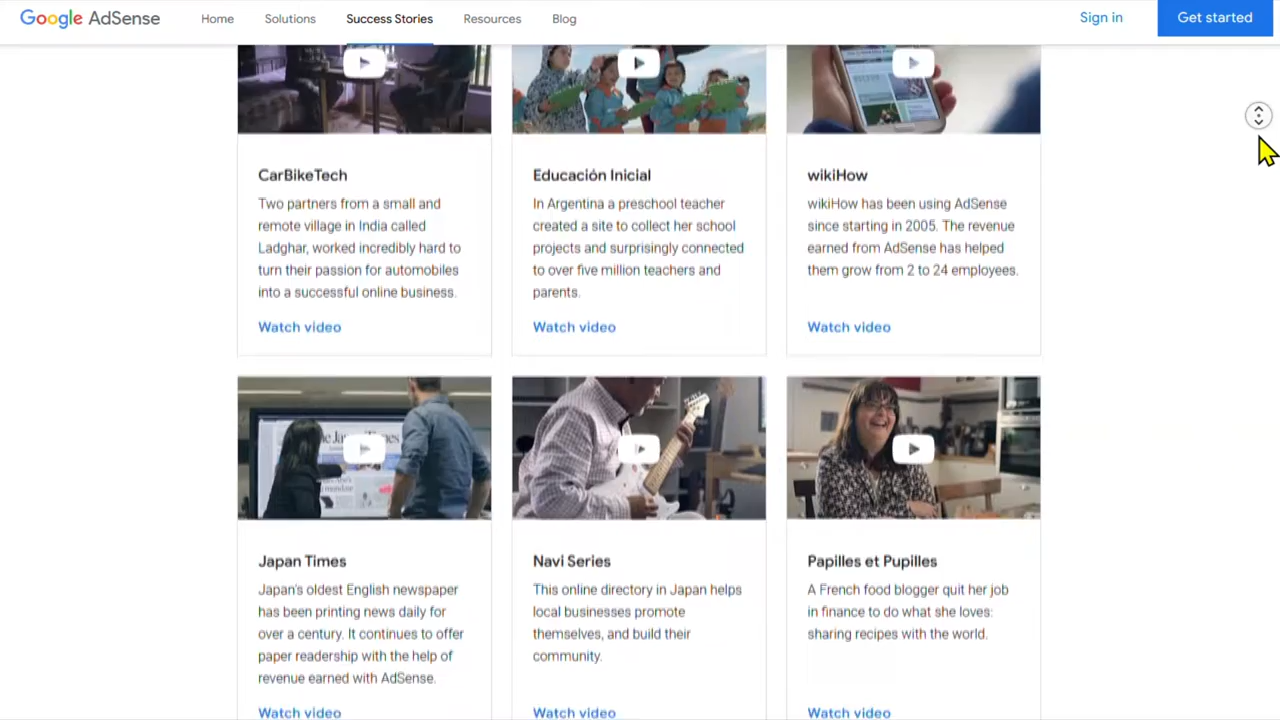 Google AdSense
Home
Solutions
Success Stories
Resources
Blog
Sign in
Get started
CarBikeTech
Two partners from a small and
remote village in India called
Ladghar, worked incredibly hard to
turn their passion for automobiles
into a successful online business.
Watch video
Educación Inicial
In Argentina a preschool teacher
created a site to collect her school
projects and surprisingly connected
to over five million teachers and
parents.
Watch video
wikiHow
wikiHow has been using AdSense
since starting in 2005. The revenue
earned from AdSense has helped
them grow from 2 to 24 employees.
Watch video
The Japan Times
Japan Times
Japan's oldest English newspaper
has been printing news daily for
over a century. It continues to offer
paper readership with the help of
revenue earned with AdSense.
Watch video
Navi Series
This online directory in Japan helps
local businesses promote
themselves, and build their
community.
Watch video
Papilles et Pupilles
A French food blogger quit her job
in finance to do what she loves:
sharing recipes with the world.
Watch video